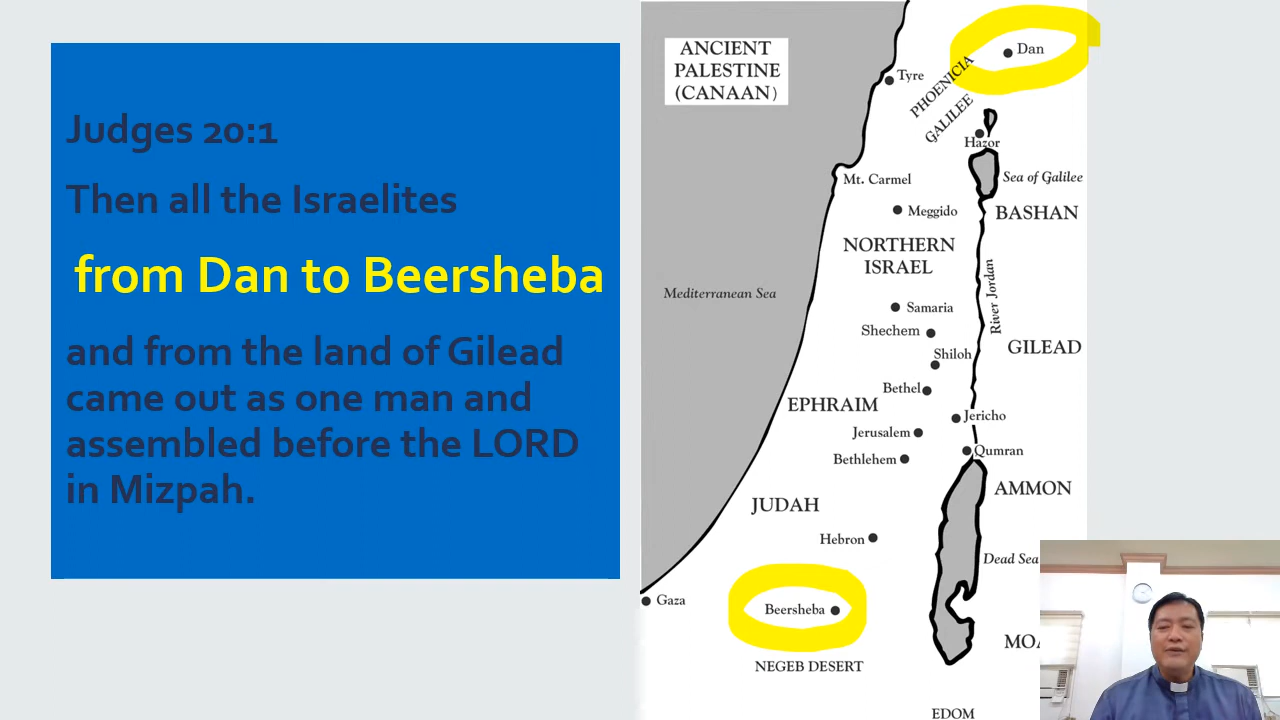 Judges 20:1
Then all the Israelites
from Dan to Beersheba
and from the land of Gilead
came out as one man and
assembled before the LORD
in Mizpah.
ANCIENT
PALESTINE
(CANAAN)
Dan
Tyre
PHOENICIA
GALILEE
Hazor
Mt. Carmel
Sea of Galilee
Meggido
BASHAN
NORTHERN
ISRAEL
Mediterranean Sea
River Jordan
Samaria
Shechem
GILEAD
Shiloh
Bethel
EPHRAIM
Jericho
Jerusalem
Qumran
Bethlehem
AMMON
JUDAH
Hebron
Dead Sea
Gaza
Beersheba
MOA
NEGEB DESERT
EDOM